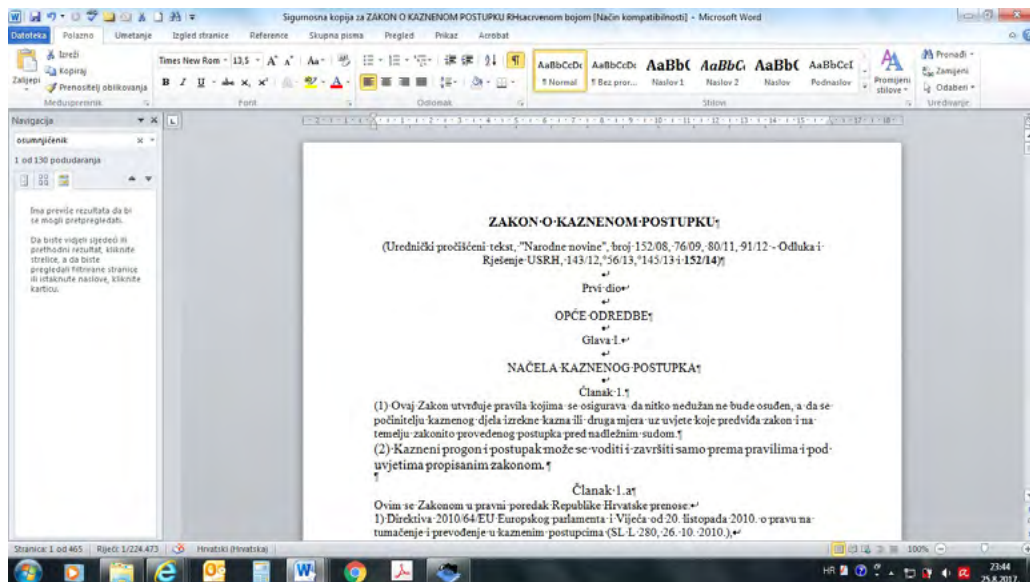 Sigurnosna kopija za ZAKON O KAZNENOM POSTUPKU RHsacrvenom bojom [Način kompatibilnosti] - Microsoft Word
Datoteka Polazno Umetanje Izgled stranice Reference Skupna pisma Pregled Prikaz Acrobat
Zalijepi
Izreži
Kopiraj
Prenositelj oblikovanja
Međuspremnik
Times New Rom 13,5
Font
Odlomak
AaBbCcDc AaBbCcDc AaBbC AaBbC AaBbC AaBbCcI
¶ Normal ¶ Bez pror... Naslov 1 Naslov 2 Naslov Podnaslov
Promijeni stilove
Stilovi
Pronađi
Zamijeni
Odaberi
Uređivanje
Navigacija
osumnjičenik
1 od 130 podudaranja
Ima previše rezultata da bi
se mogli pretpregledati.
Da biste vidjeli sljedeći ili
prethodni rezultat, kliknite
strelice, a da biste
pregledali filtrirane stranice
ili istaknute naslove, kliknite
karticu.
ZAKON·O·KAZNENOM·POSTUPKU¶
(Urednički pročišćeni tekst, "Narodne novine", broj 152/08, 76/09, 80/11, 91/12 - Odluka i
Rješenje USRH, 143/12, 56/13, 145/13 i 152/14)¶
Prvi dio
OPĆE ODREDBE¶
Glava I.
NAČELA KAZNENOG POSTUPKA¶
Članak 1.¶
(1) Ovaj Zakon utvrđuje pravila kojima se osigurava da nitko nedužan ne bude osuđen, a da se
počinitelju kaznenog djela izrekne kazna ili druga mjera uz uvjete koje predviđa zakon i na
temelju zakonito provedenog postupka pred nadležnim sudom.¶
(2) Kazneni progon i postupak može se voditi i završiti samo prema pravilima i pod
uvjetima propisanim zakonom.¶
Članak 1.a¶
Ovim se Zakonom u pravni poredak Republike Hrvatske prenose:
1) Direktiva 2010/64/EU Europskog parlamenta i Vijeća od 20. listopada 2010. o pravu na
tumačenje i prevođenje u kaznenim postupcima (SL L 280, 26. 10. 2010.),
Stranica: 1 od 465 Riječi: 1/224.473 Hrvatski (Hrvatska) 100%
HR 23:44
25.8.2017